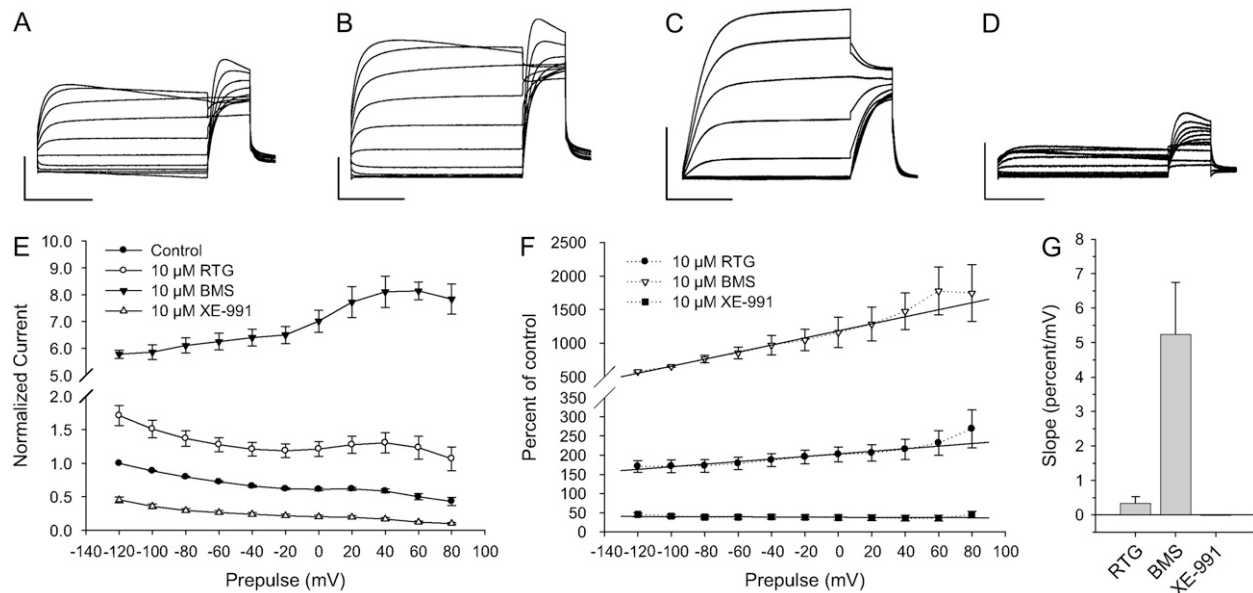 A
B
C
D
E
10.0
9.0
8.0
7.0
6.0
5.0
2.0
1.5
1.0
0.5
0.0
Normalized Current
Control
10 µM RTG
10 µM BMS
10 µM XE-991
-140 -120 -100 -80 -60 -40 -20 0 20 40 60 80 100
Prepulse (mV)
F
2500
2000
1500
1000
500
300
250
200
150
100
50
0
Percent of control
10 µM RTG
10 µM BMS
10 µM XE-991
-140 -120 -100 -80 -60 -40 -20 0 20 40 60 80 100
Prepulse (mV)
G
8
7
6
5
4
3
2
1
0
Slope (percent/mV)
RTG
BMS
XE-991